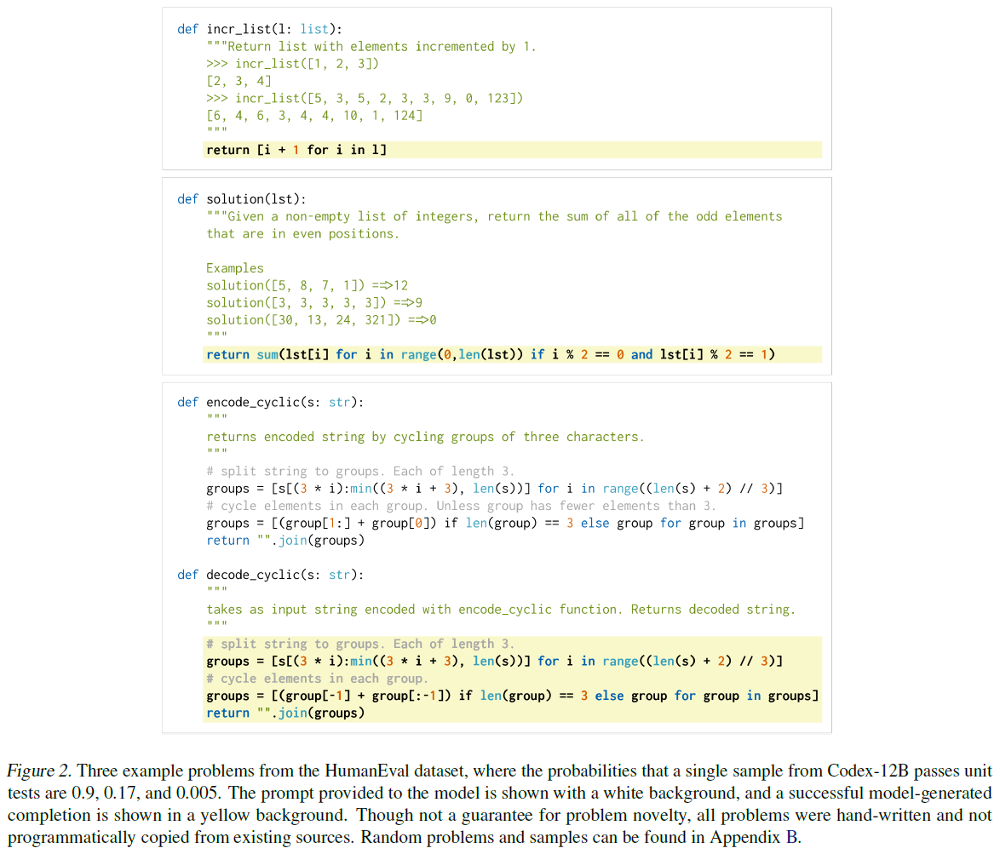 def incr_list(l: list):
    """Return list with elements incremented by 1.
    >>> incr_list([1, 2, 3])
    [2, 3, 4]
    >>> incr_list([5, 3, 5, 2, 3, 3, 9, 0, 123])
    [6, 4, 6, 3, 4, 4, 10, 1, 124]
    """
    return [i + 1 for i in l]
def solution(lst):
    """Given a non-empty list of integers, return the sum of all of the odd elements
    that are in even positions.
    Examples
    solution([5, 8, 7, 1]) ==>12
    solution([3, 3, 3, 3, 3]) ==>9
    solution([30, 13, 24, 321]) ==>0
    """
    return sum(lst[i] for i in range(0,len(lst)) if i % 2 == 0 and lst[i] % 2 == 1)
def encode_cyclic(s: str):
    """
    returns encoded string by cycling groups of three characters.
    """
    # split string to groups. Each of length 3.
    groups = [s[(3 * i):min((3 * i + 3), len(s))] for i in range((len(s) + 2) // 3)]
    # cycle elements in each group. Unless group has fewer elements than 3.
    groups = [(group[1:] + group[0]) if len(group) == 3 else group for group in groups]
    return "".join(groups)
def decode_cyclic(s: str):
    """
    takes as input string encoded with encode_cyclic function. Returns decoded string.
    """
    # split string to groups. Each of length 3.
    groups = [s[(3 * i):min((3 * i + 3), len(s))] for i in range((len(s) + 2) // 3)]
    # cycle elements in each group.
    groups = [(group[-1] + group[:-1]) if len(group) == 3 else group for group in groups]
    return "".join(groups)
Figure 2. Three example problems from the HumanEval dataset, where the probabilities that a single sample from Codex-12B passes unit
tests are 0.9, 0.17, and 0.005. The prompt provided to the model is shown with a white background, and a successful model-generated
completion is shown in a yellow background. Though not a guarantee for problem novelty, all problems were hand-written and not
programmatically copied from existing sources. Random problems and samples can be found in Appendix B.